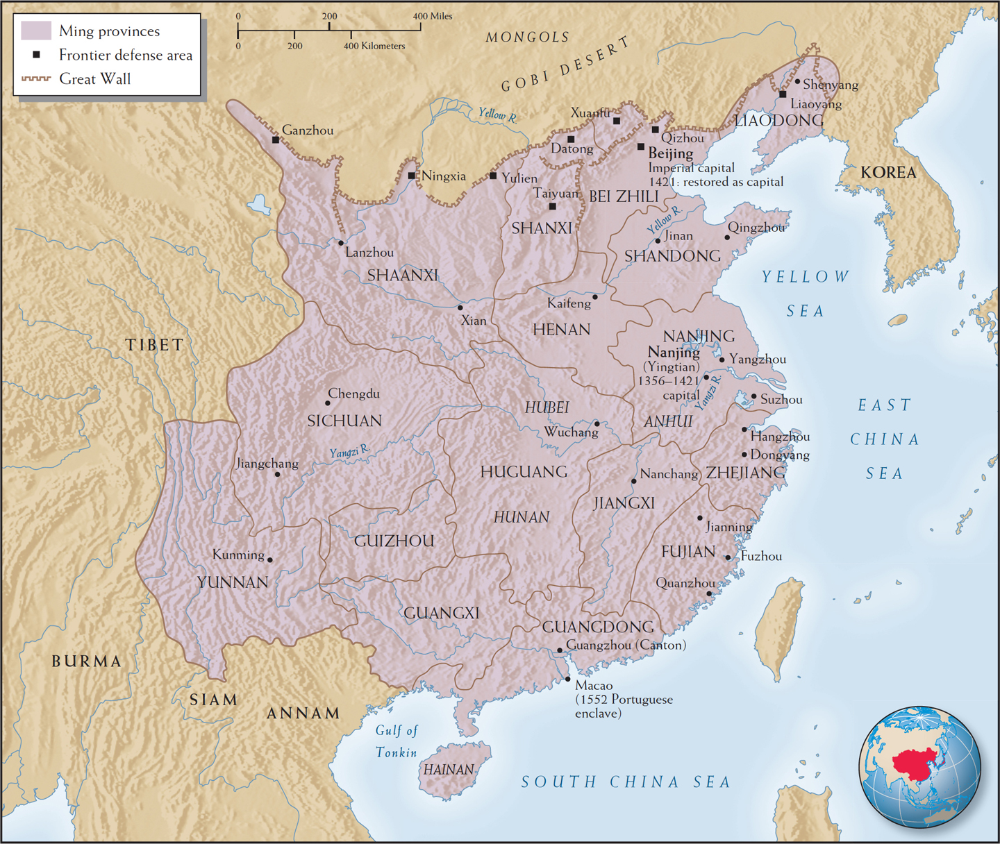 Ming provinces
Frontier defense area
Great Wall
0 200 400 Miles
0 200 400 Kilometers
MONGOLS
GOBI DESERT
Shenyang
Liaoyang
LIAODONG
Xuanfu
Yellow R.
Ganzhou
Qizhou
Datong
Beijing
Imperial capital
1421: restored as capital
KOREA
Ningxia
Yulien
Taiyuan
BEI ZHILI
SHANXI
Yellow R.
Qingzhou
Jinan
SHANDONG
Lanzhou
SHAANXI
YELLOW
SEA
Kaifeng
Xian
HENAN
TIBET
NANJING
Nanjing
(Yingtian)
1356–1421
capital
Yangzhou
Yangzi R.
Suzhou
Chengdu
SICHUAN
HUBEI
Wuchang
ANHUI
EAST
CHINA
SEA
Hangzhou
Dongyang
Yangzi R.
Jiangchang
HUGUANG
Nanchang
ZHEJIANG
JIANGXI
HUNAN
Jianning
GUIZHOU
FUJIAN
Fuzhou
Kunming
YUNNAN
Quanzhou
GUANGXI
GUANGDONG
Guangzhou (Canton)
BURMA
Macao
(1552 Portuguese
enclave)
SIAM
ANNAM
Gulf of
Tonkin
HAINAN
SOUTH CHINA SEA